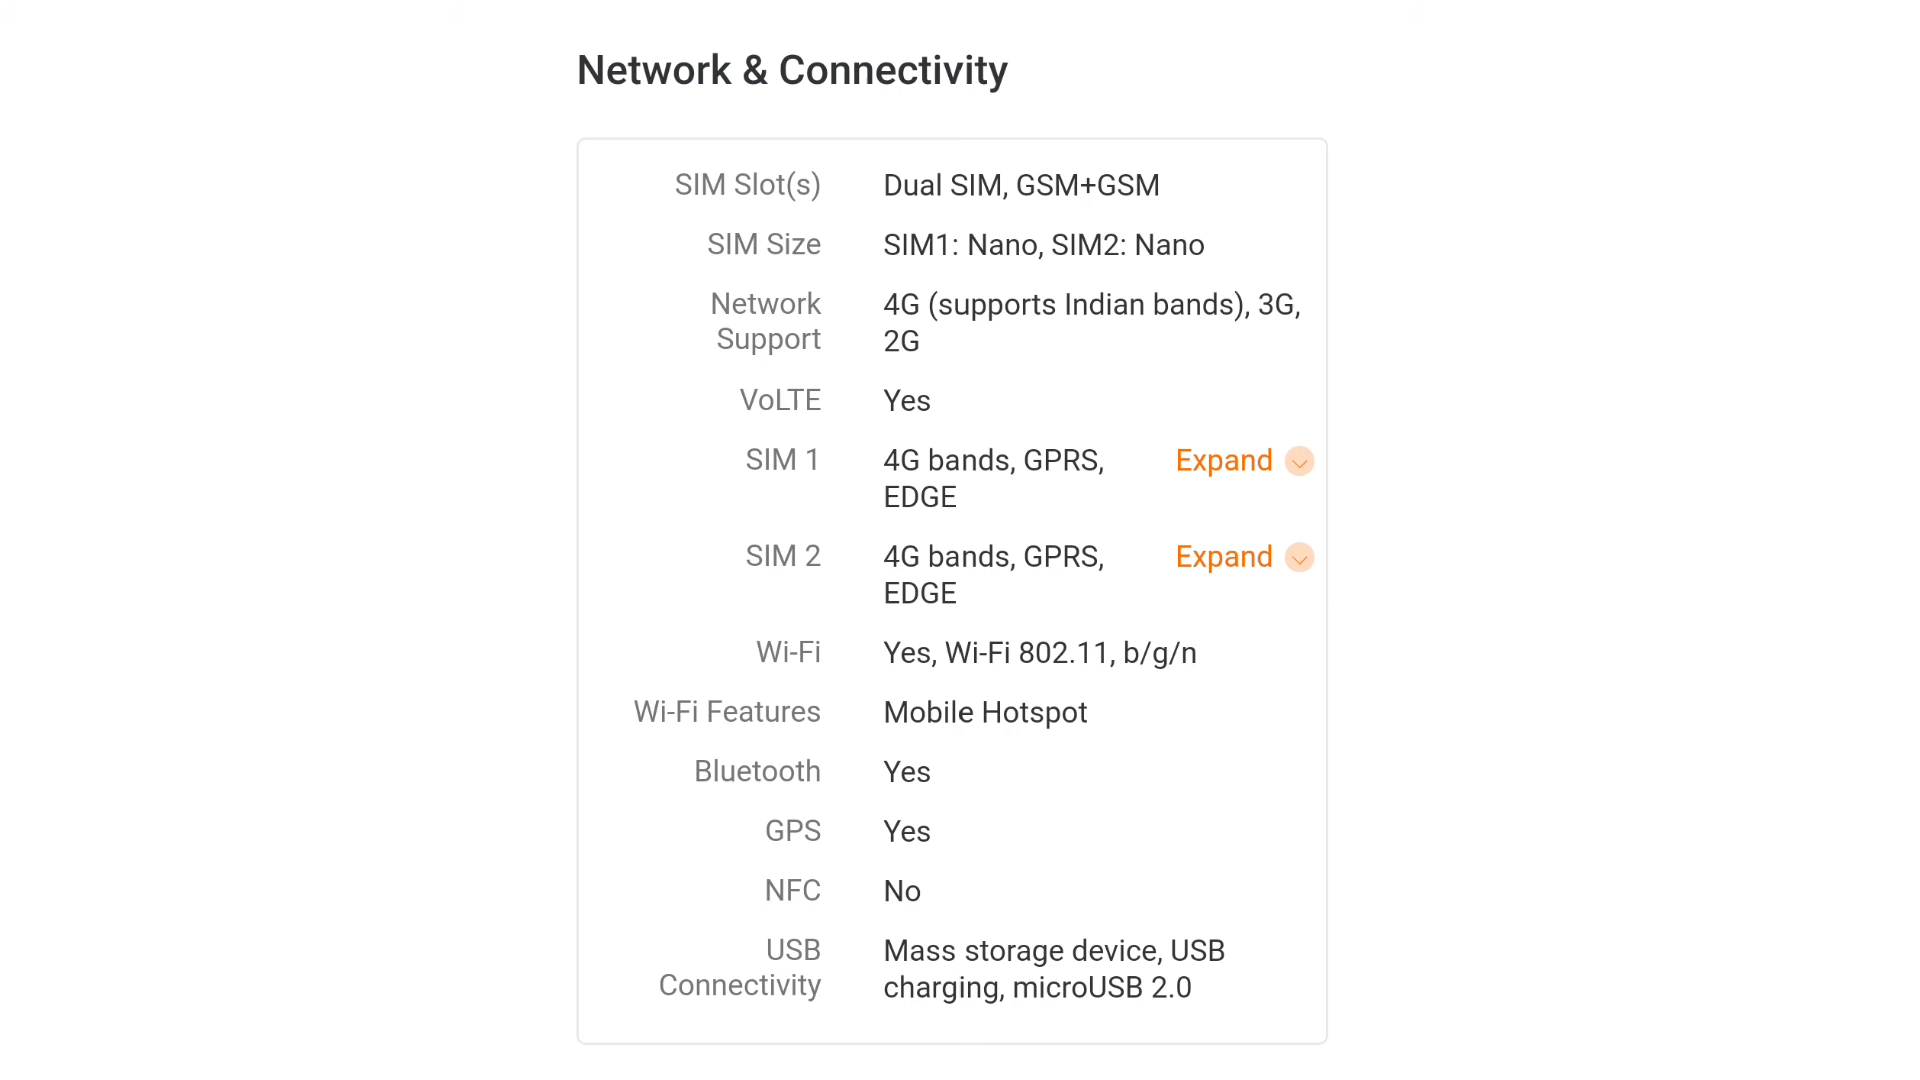 Network & Connectivity
SIM Slot(s) Dual SIM, GSM+GSM
SIM Size SIM1: Nano, SIM2: Nano
Network 4G (supports Indian bands), 3G,
Support 2G
VoLTE Yes
SIM 1 4G bands, GPRS, Expand
EDGE
SIM 2 4G bands, GPRS, Expand
EDGE
Wi-Fi Yes, Wi-Fi 802.11, b/g/n
Wi-Fi Features Mobile Hotspot
Bluetooth Yes
GPS Yes
NFC No
USB Mass storage device, USB
Connectivity charging, microUSB 2.0